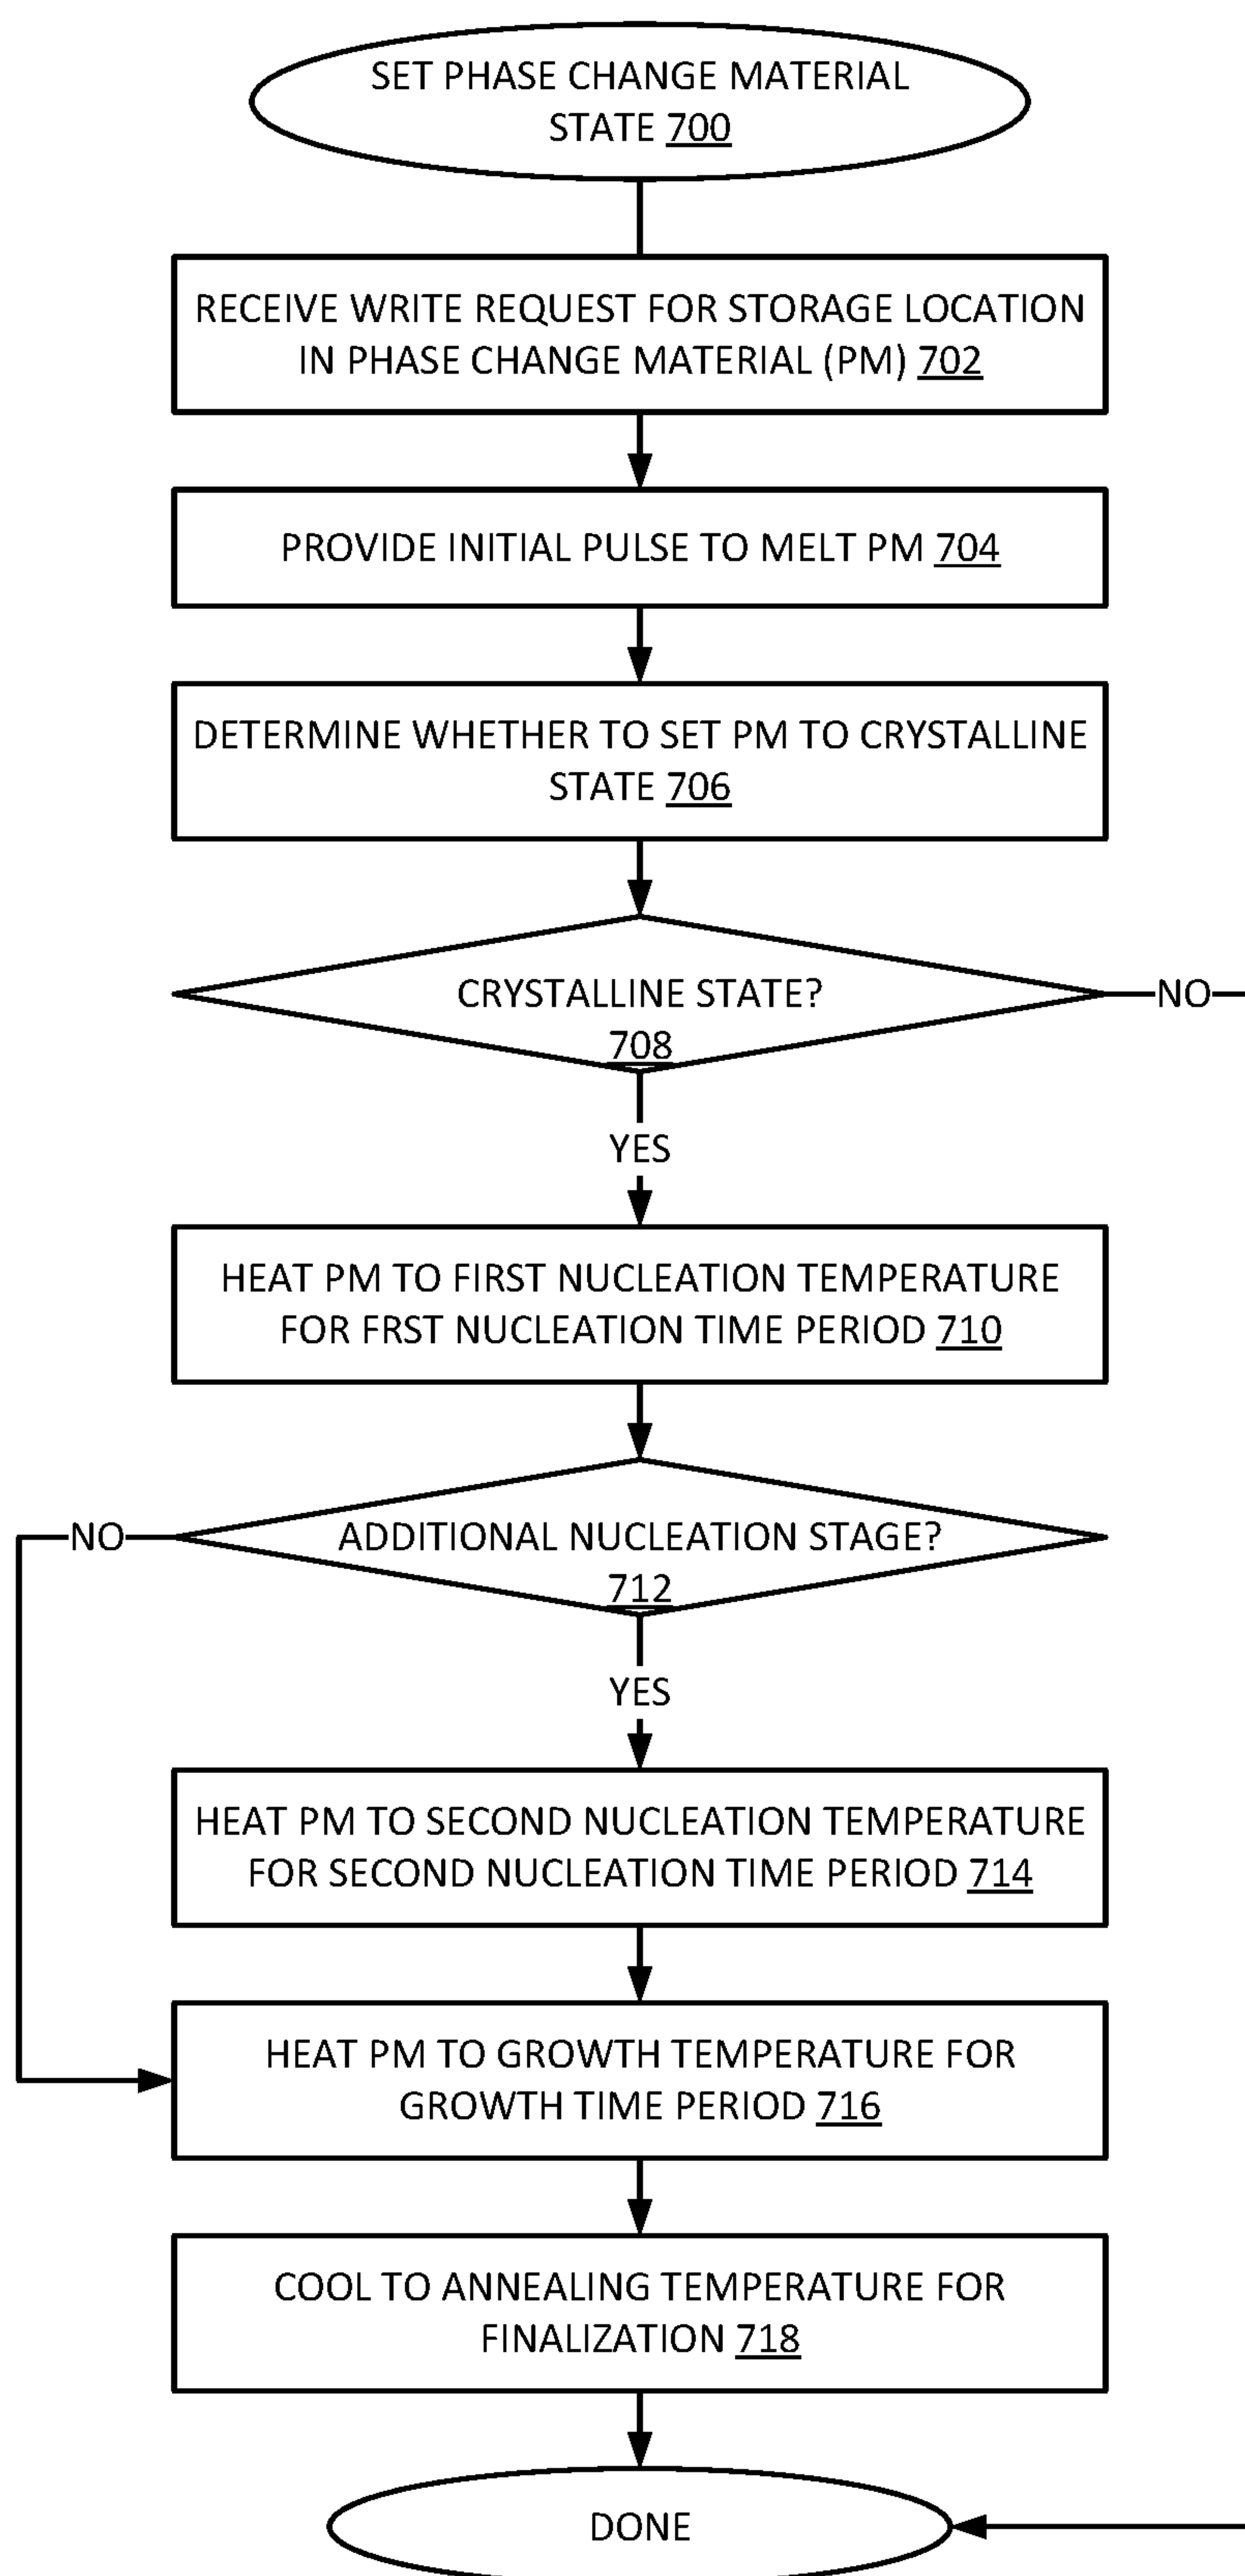 SET PHASE CHANGE MATERIAL
STATE 700
RECEIVE WRITE REQUEST FOR STORAGE LOCATION
IN PHASE CHANGE MATERIAL (PM) 702
PROVIDE INITIAL PULSE TO MELT PM 704
DETERMINE WHETHER TO SET PM TO CRYSTALLINE
STATE 706
CRYSTALLINE STATE?
708
NO
YES
HEAT PM TO FIRST NUCLEATION TEMPERATURE
FOR FRST NUCLEATION TIME PERIOD 710
NO
ADDITIONAL NUCLEATION STAGE?
712
YES
HEAT PM TO SECOND NUCLEATION TEMPERATURE
FOR SECOND NUCLEATION TIME PERIOD 714
HEAT PM TO GROWTH TEMPERATURE FOR
GROWTH TIME PERIOD 716
COOL TO ANNEALING TEMPERATURE FOR
FINALIZATION 718
DONE